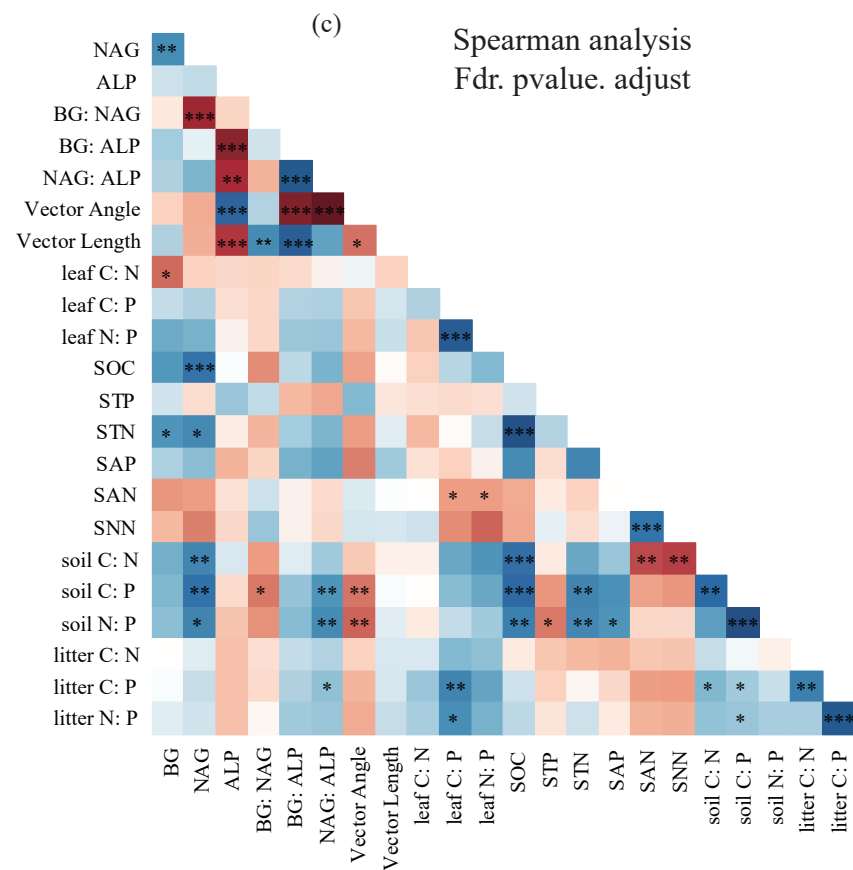 (c)
Spearman analysis
Fdr. pvalue. adjust
NAG **
ALP
BG: NAG ***
BG: ALP ***
NAG: ALP ** ***
Vector Angle *** *** ***
Vector Length *** ** *** *
leaf C: N *
leaf C: P
leaf N: P ***
SOC ***
STP
STN * * ***
SAP
SAN * *
SNN ***
soil C: N ** *** ** **
soil C: P ** * ** ** *** ** **
soil N: P * ** ** ** * ** * ***
litter C: N
litter C: P * ** * * **
litter N: P * * ***
BG
NAG
ALP
BG: NAG
BG: ALP
NAG: ALP
Vector Angle
Vector Length
leaf C: N
leaf C: P
leaf N: P
SOC
STP
STN
SAP
SAN
SNN
soil C: N
soil C: P
soil N: P
litter C: N
litter C: P